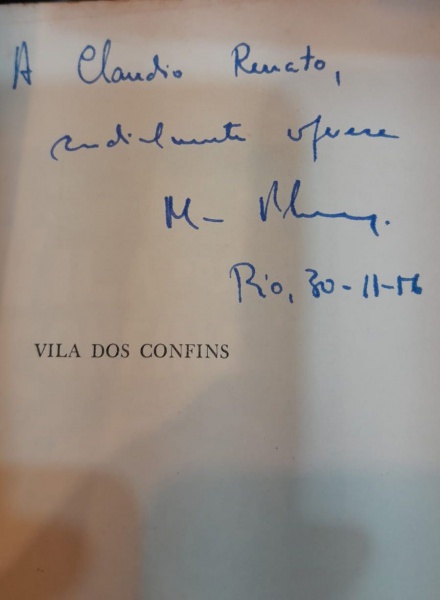 A Claudio Renato,
cordialmente oferece
M
Rio, 30-11-56
VILA DOS CONFINS